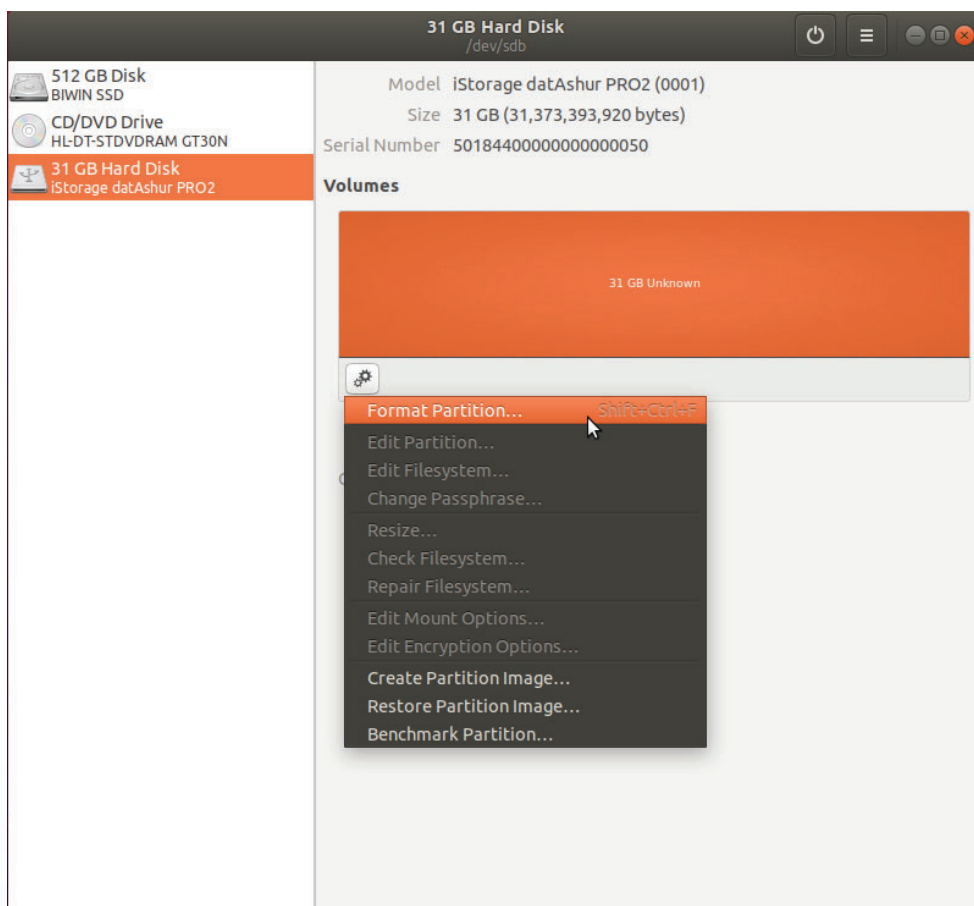 31 GB Hard Disk
/dev/sdb
512 GB Disk
BIWIN SSD
CD/DVD Drive
HL-DT-STDVDRAM GT30N
31 GB Hard Disk
iStorage datAshur PRO2
Model iStorage datAshur PRO2 (0001)
Size 31 GB (31,373,393,920 bytes)
Serial Number 50184400000000000050
Volumes
31 GB Unknown
Format Partition... Shift+Ctrl+F
Edit Partition...
Edit Filesystem...
Change Passphrase...
Resize...
Check Filesystem...
Repair Filesystem...
Edit Mount Options...
Edit Encryption Options...
Create Partition Image...
Restore Partition Image...
Benchmark Partition...